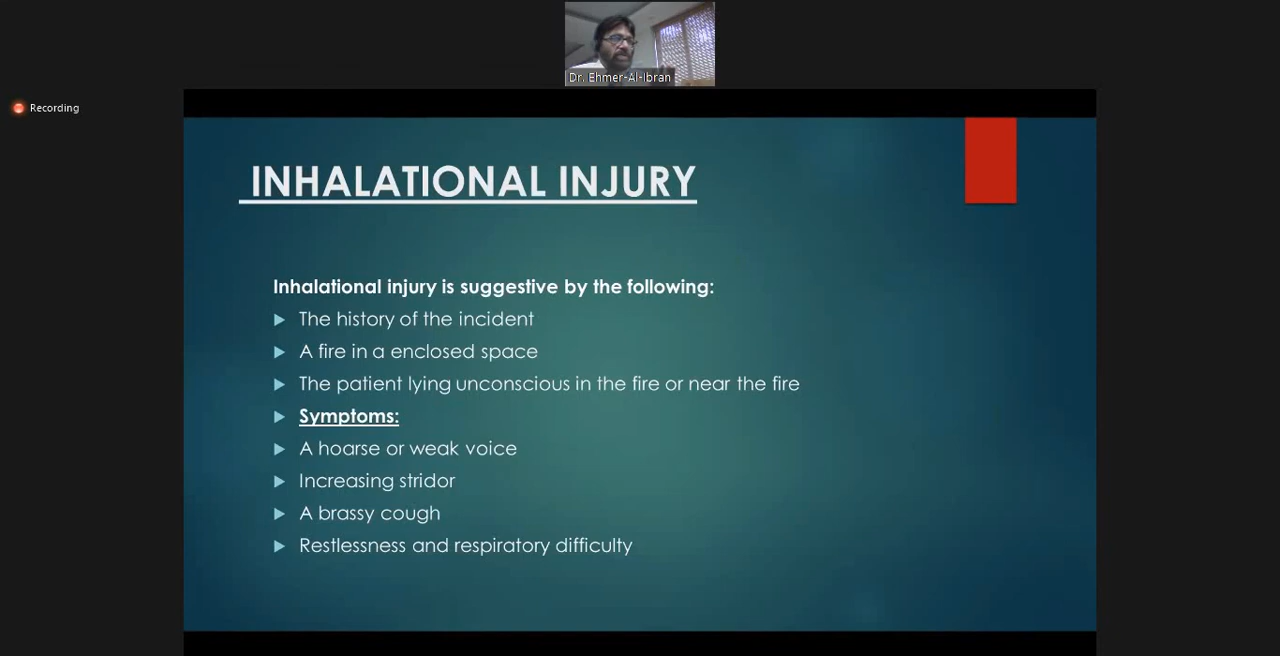 Dr. Ehmer-Al-Ibran
Recording
INHALATIONAL INJURY
Inhalational injury is suggestive by the following:
The history of the incident
A fire in a enclosed space
The patient lying unconscious in the fire or near the fire
Symptoms:
A hoarse or weak voice
Increasing stridor
A brassy cough
Restlessness and respiratory difficulty